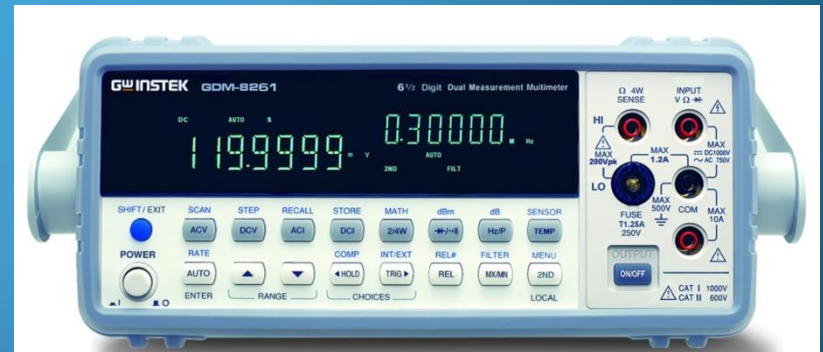 GWINSTEK GDM-8261 6½ Digit Dual Measurement Multimeter
DC AUTO S
119.9999 m V
0.30000 M Hz
AUTO
2ND FILT
SHIFT/EXIT SCAN STEP RECALL STORE MATH dBm dB SENSOR
ACV DCV ACI DCI 2/4W Hz/P TEMP
POWER RATE COMP INT/EXT REL# FILTER MENU
AUTO ▲ ▼ ◄HOLD TRIG► REL MX/MN 2ND
ENTER RANGE CHOICES LOCAL
I O
Ω 4W SENSE
INPUT V Ω
HI
MAX 200Vpk
MAX 1.2A
MAX DC1000V AC 750V
LO
FUSE T1.25A 250V
MAX 500V
COM
MAX 10A
OUTPUT
ON/OFF
CAT I 1000V
CAT II 600V